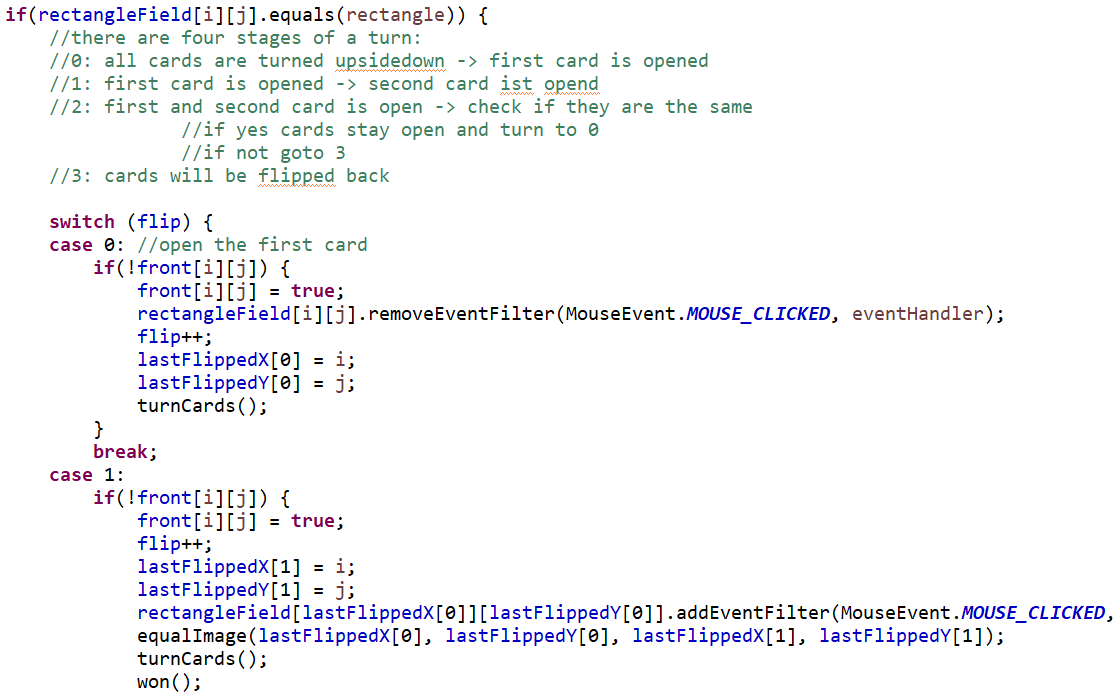 if(rectangleField[i][j].equals(rectangle)) {
//there are four stages of a turn:
//0: all cards are turned upsidedown -> first card is opened
//1: first card is opened -> second card ist opend
//2: first and second card is open -> check if they are the same
//if yes cards stay open and turn to 0
//if not goto 3
//3: cards will be flipped back
switch (flip) {
case 0: //open the first card
if(!front[i][j]) {
front[i][j] = true;
rectangleField[i][j].removeEventFilter(MouseEvent.MOUSE_CLICKED, eventHandler);
flip++;
lastFlippedX[0] = i;
lastFlippedY[0] = j;
turnCards();
}
break;
case 1:
if(!front[i][j]) {
front[i][j] = true;
flip++;
lastFlippedX[1] = i;
lastFlippedY[1] = j;
rectangleField[lastFlippedX[0]][lastFlippedY[0]].addEventFilter(MouseEvent.MOUSE_CLICKED,
equalImage(lastFlippedX[0], lastFlippedY[0], lastFlippedX[1], lastFlippedY[1]);
turnCards();
won();